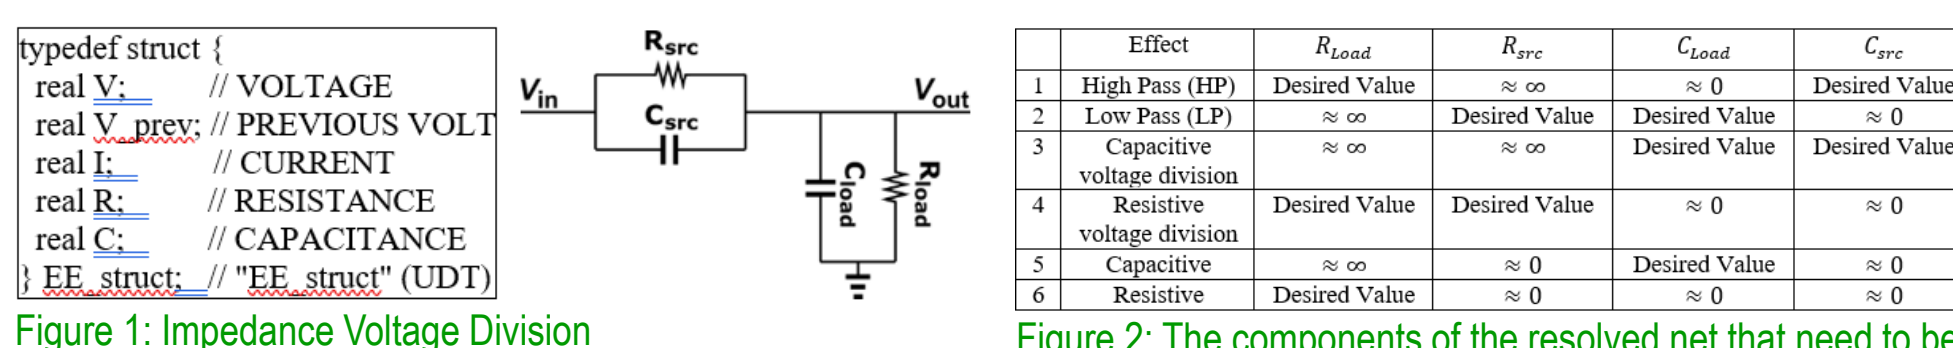 typedef struct {
real V; // VOLTAGE
real V_prev; // PREVIOUS VOLT
real I; // CURRENT
real R; // RESISTANCE
real C; // CAPACITANCE
} EE_struct; // "EE_struct" (UDT)
Figure 1: Impedance Voltage Division
Rsrc
Vin
Csrc
Vout
Cload
Rload
Effect R_Load R_src C_Load C_src
1 High Pass (HP) Desired Value ≈ ∞ ≈ 0 Desired Value
2 Low Pass (LP) ≈ ∞ Desired Value Desired Value ≈ 0
3 Capacitive voltage division ≈ ∞ ≈ ∞ Desired Value Desired Value
4 Resistive voltage division Desired Value Desired Value ≈ 0 ≈ 0
5 Capacitive ≈ ∞ ≈ 0 Desired Value ≈ 0
6 Resistive Desired Value ≈ 0 ≈ 0 ≈ 0
Figure 2: The components of the resolved net that need to be